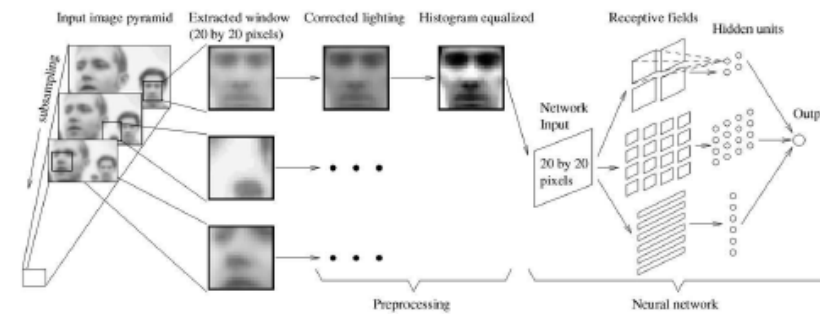 Input image pyramid
Extracted window
(20 by 20 pixels)
Corrected lighting
Histogram equalized
Receptive fields
Hidden units
subsampling
Network
Input
Outp
20 by 20
pixels
Preprocessing
Neural network